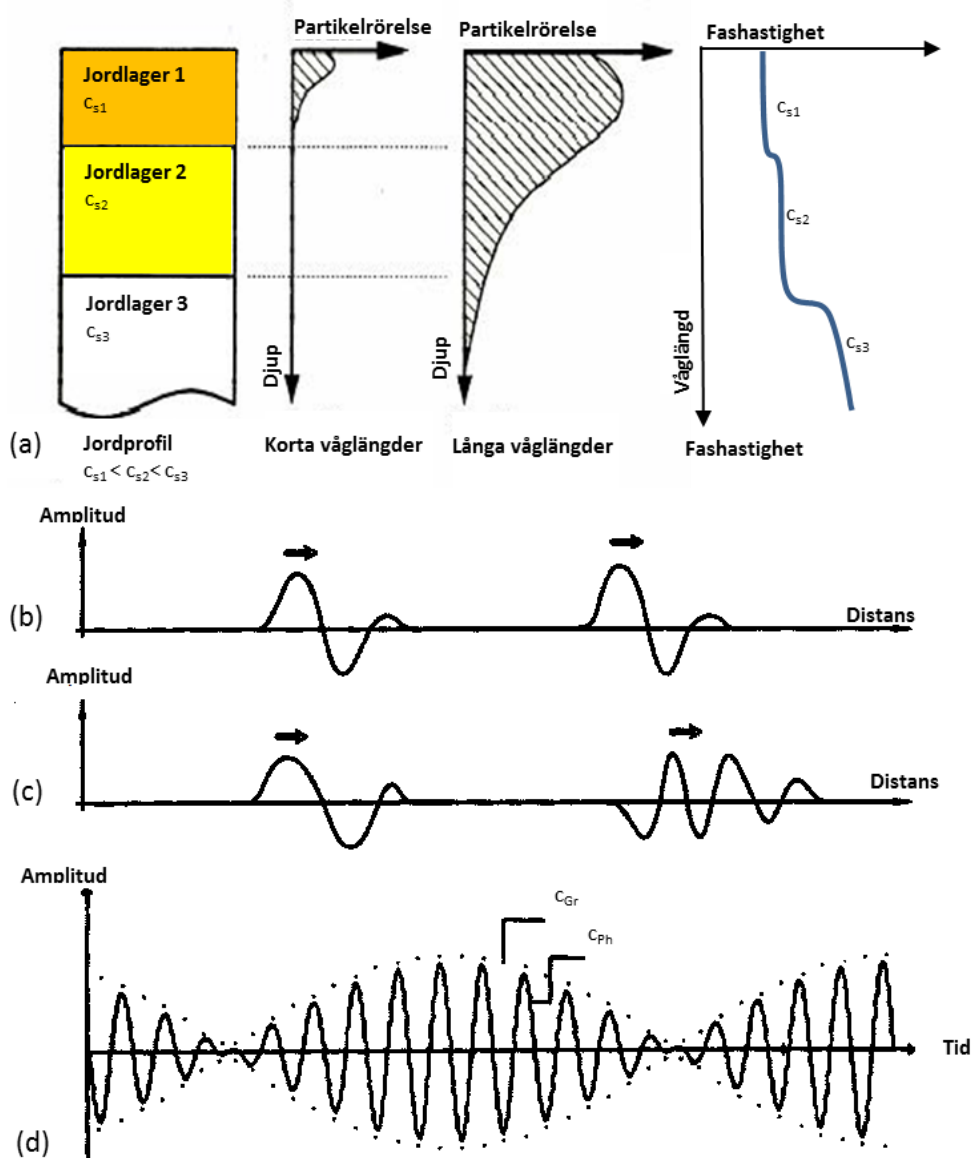 Partikelrörelse
Partikelrörelse
Fashastighet
Jordlager 1
Cs1
Jordlager 2
Cs2
Jordlager 3
Cs3
Djup
Djup
Våglängd
Cs1
Cs2
Cs3
(a)
Jordprofil
Cs1 < Cs2 < Cs3
Korta våglängder
Långa våglängder
Fashastighet
Amplitud
(b)
Distans
Amplitud
(c)
Distans
Amplitud
CGr
CPh
Tid
(d)